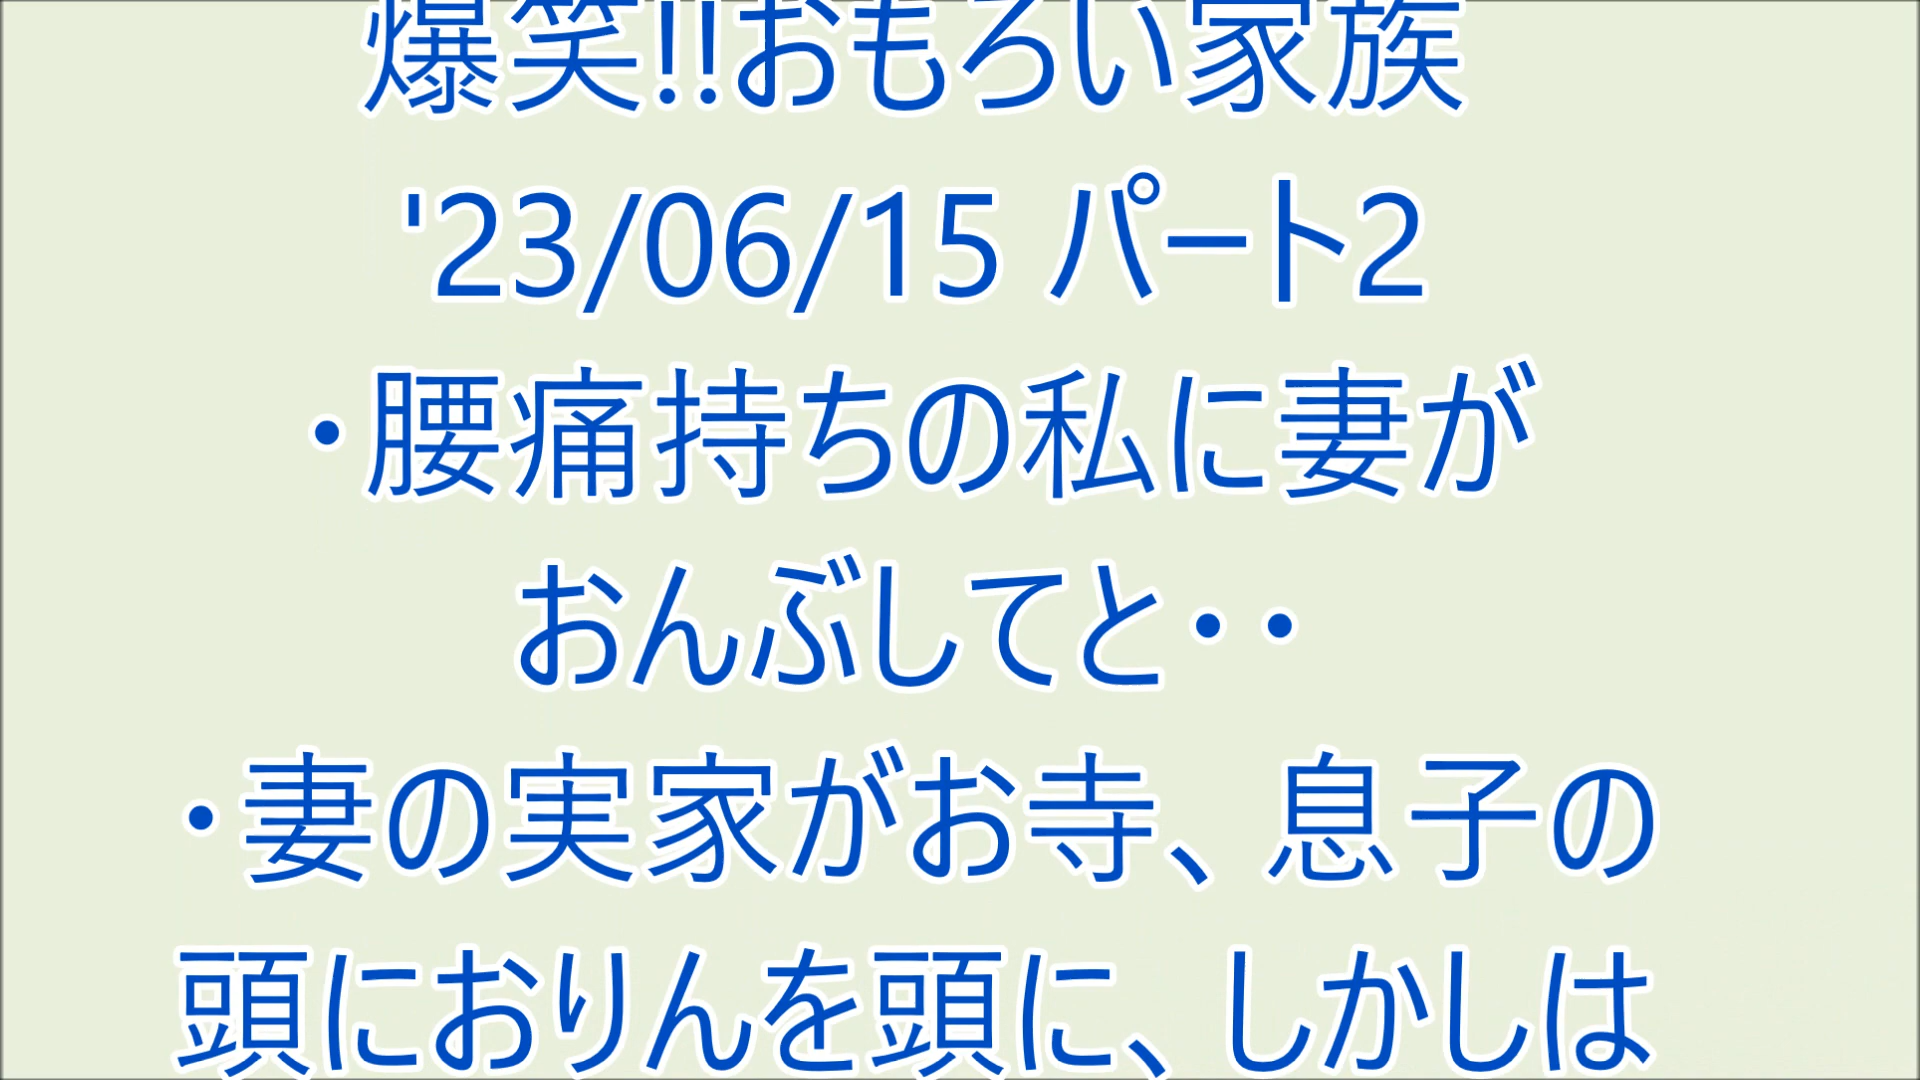 爆笑!!おもろい家族
'23/06/15 パート2
・腰痛持ちの私に妻が
おんぶしてと・・
・妻の実家がお寺、息子の
頭におりんを頭に、しかしは